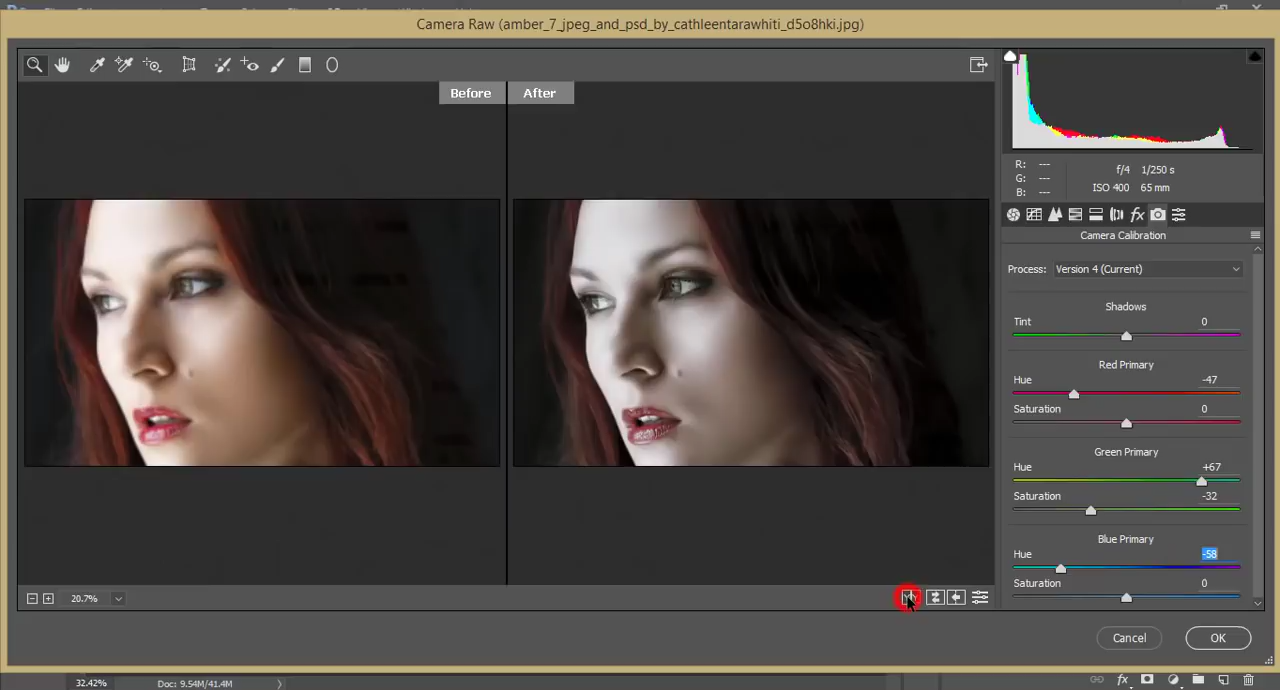 Camera Raw (amber_7_jpeg_and_psd_by_cathleentarawhiti_d5o8hki.jpg)
Before After
R: ---
G: ---
B: ---
f/4 1/250 s
ISO 400 65 mm
fx
Camera Calibration
Process: Version 4 (Current)
Shadows
Tint 0
Red Primary
Hue -47
Saturation 0
Green Primary
Hue +67
Saturation -32
Blue Primary
Hue -58
Saturation 0
20.7%
Cancel OK
32.42% Doc: 9.54M/41.4M
fx